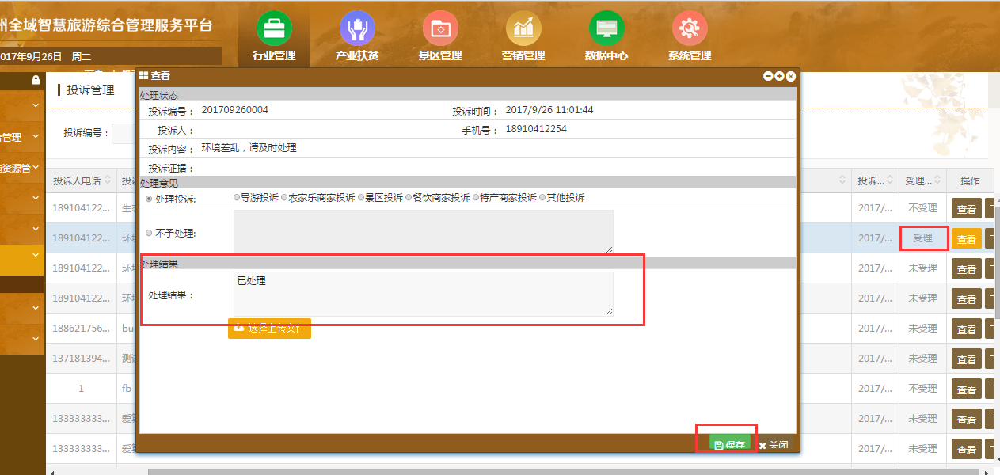 州全域智慧旅游综合管理服务平台
行业管理 产业扶贫 景区管理 营销管理 数据中心 系统管理
2017年9月26日 周二
查看
投诉管理
处理状态
投诉编号： 201709260004 投诉时间： 2017/9/26 11:01:44
投诉编号：
投诉人： 手机号： 18910412254
管理
投诉内容： 环境差乱，请及时处理
资源管
投诉证据：
投诉人电话 投诉... 受理... 操作
处理意见
处理投诉: 导游投诉 农家乐商家投诉 景区投诉 餐饮商家投诉 特产商家投诉 其他投诉
189104122... 生态 2017/... 不受理 查看
不予处理:
189104122... 环境 2017/... 受理 查看
处理结果
189104122... 环境 2017/... 未受理 查看
处理结果： 已处理
189104122... 环境 2017/... 未受理 查看
选择上传文件
188621756... bu 2017/... 未受理 查看
137181394... 测试 2017/... 未受理 查看
1 fb 2017/... 不受理 查看
133333333... 2017/... 未受理 查看
保存 关闭
133333333... 2017/... 未受理 查看